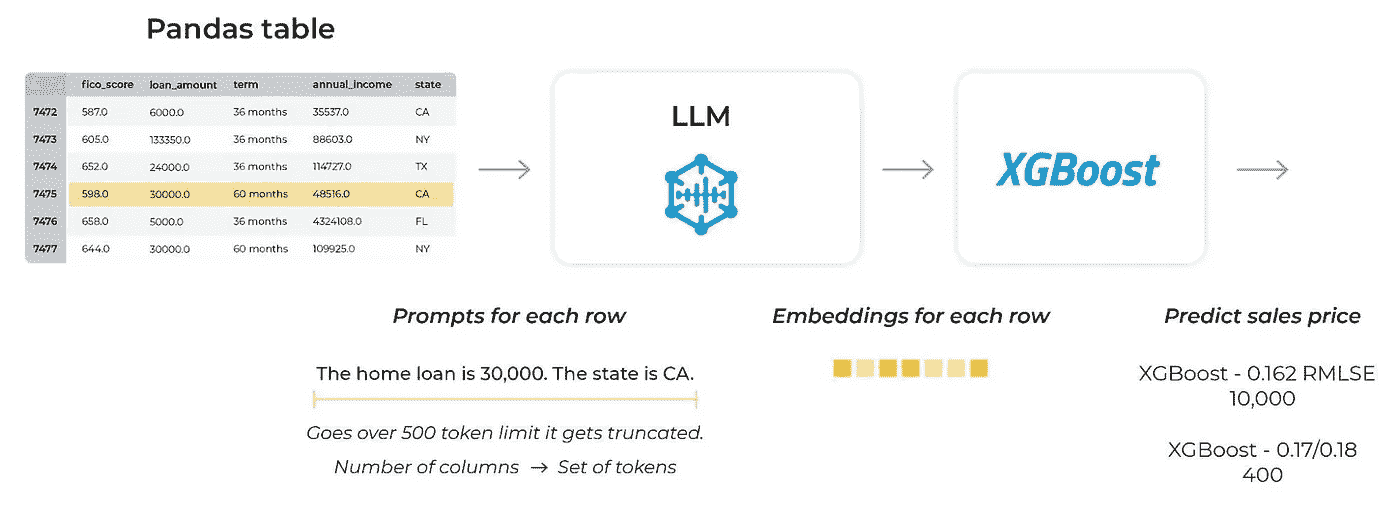 Pandas table
fico_score loan_amount term annual_income state
7472 587.0 6000.0 36 months 35537.0 CA
7473 605.0 133350.0 36 months 88603.0 NY
7474 652.0 24000.0 36 months 114727.0 TX
7475 598.0 30000.0 60 months 48516.0 CA
7476 658.0 5000.0 36 months 4324108.0 FL
7477 644.0 30000.0 60 months 109925.0 NY
LLM
XGBoost
Prompts for each row
The home loan is 30,000. The state is CA.
Goes over 500 token limit it gets truncated.
Number of columns → Set of tokens
Embeddings for each row
Predict sales price
XGBoost - 0.162 RMLSE
10,000
XGBoost - 0.17/0.18
400